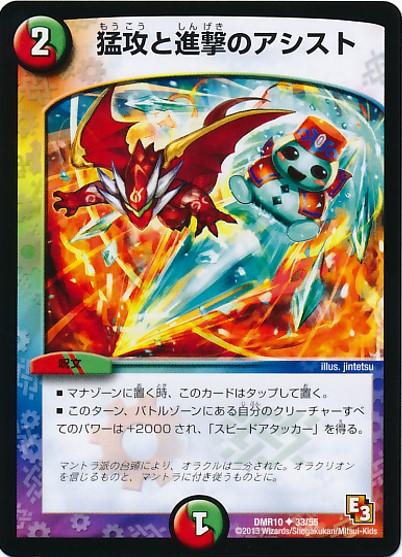 2
もうこう しんげき
猛攻と進撃のアシスト
illus. jintetsu
呪文
■ マナゾーンに置く時、このカードはタップして置く。
■ このターン、バトルゾーンにある自分のクリーチャーすべ
てのパワーは+2000され、「スピードアタッカー」を得る。
マントラ派の台頭により、オラクルは二分された。オラクリオン
を信じるものと、マントラに付き従うものとに。
1
DMR10 ◆ 33/55
©2013 Wizards/Shogakukan/Mitsui-Kids
E3